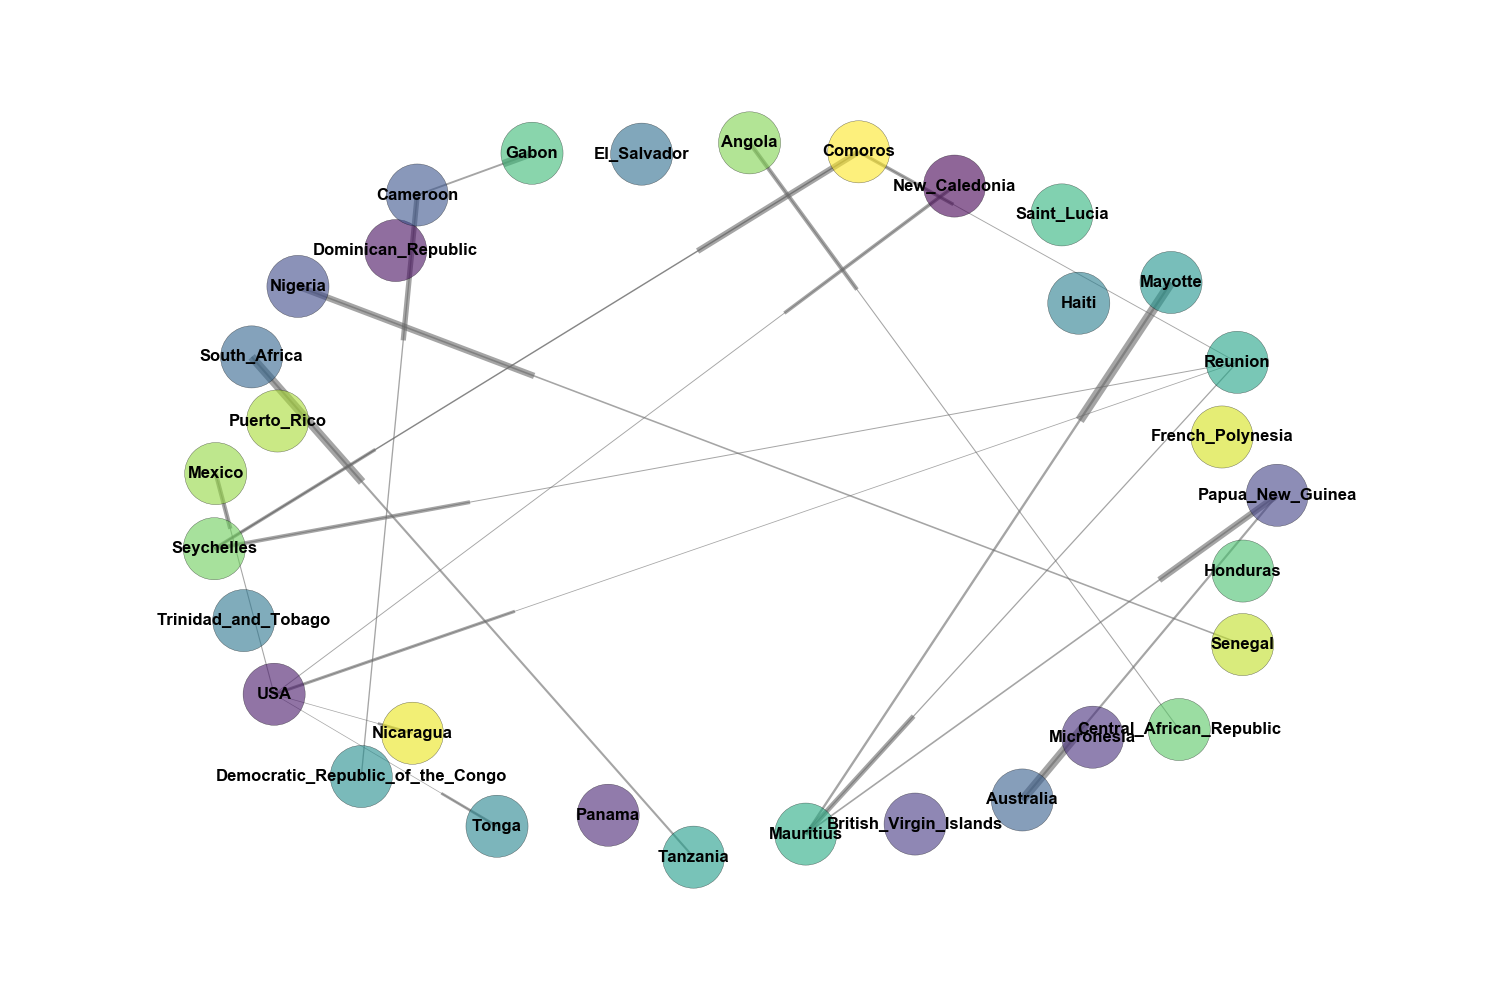 Angola
Comoros
Gabon
El_Salvador
New_Caledonia
Cameroon
Saint_Lucia
Dominican_Republic
Mayotte
Nigeria
Haiti
South_Africa
Reunion
Puerto_Rico
French_Polynesia
Mexico
Papua_New_Guinea
Seychelles
Honduras
Trinidad_and_Tobago
Senegal
USA
Nicaragua
Central_African_Republic
Micronesia
Democratic_Republic_of_the_Congo
Australia
Panama
British_Virgin_Islands
Tonga
Mauritius
Tanzania